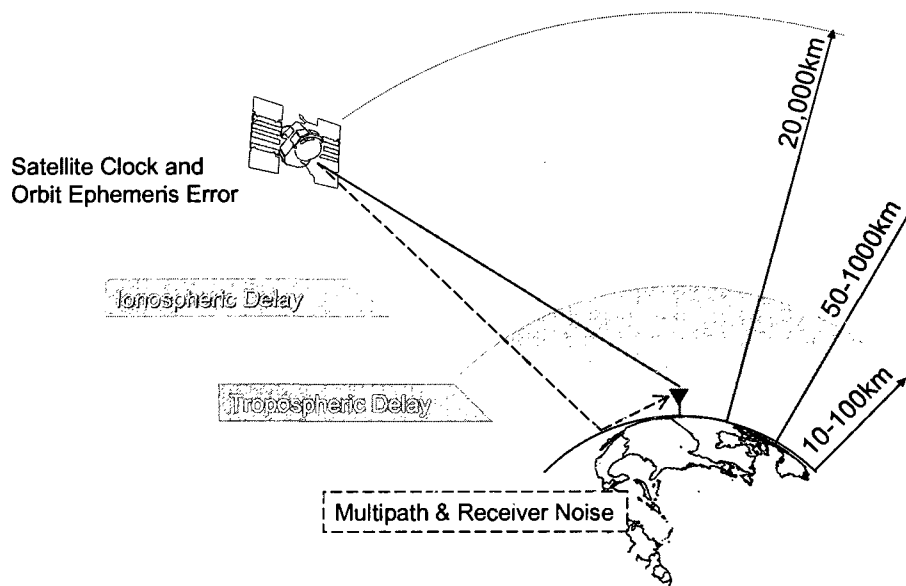 20,000km
Satellite Clock and
Orbit Ephemeris Error
50-1000km
Ionospheric Delay
Tropospheric Delay
10-100km
Multipath & Receiver Noise